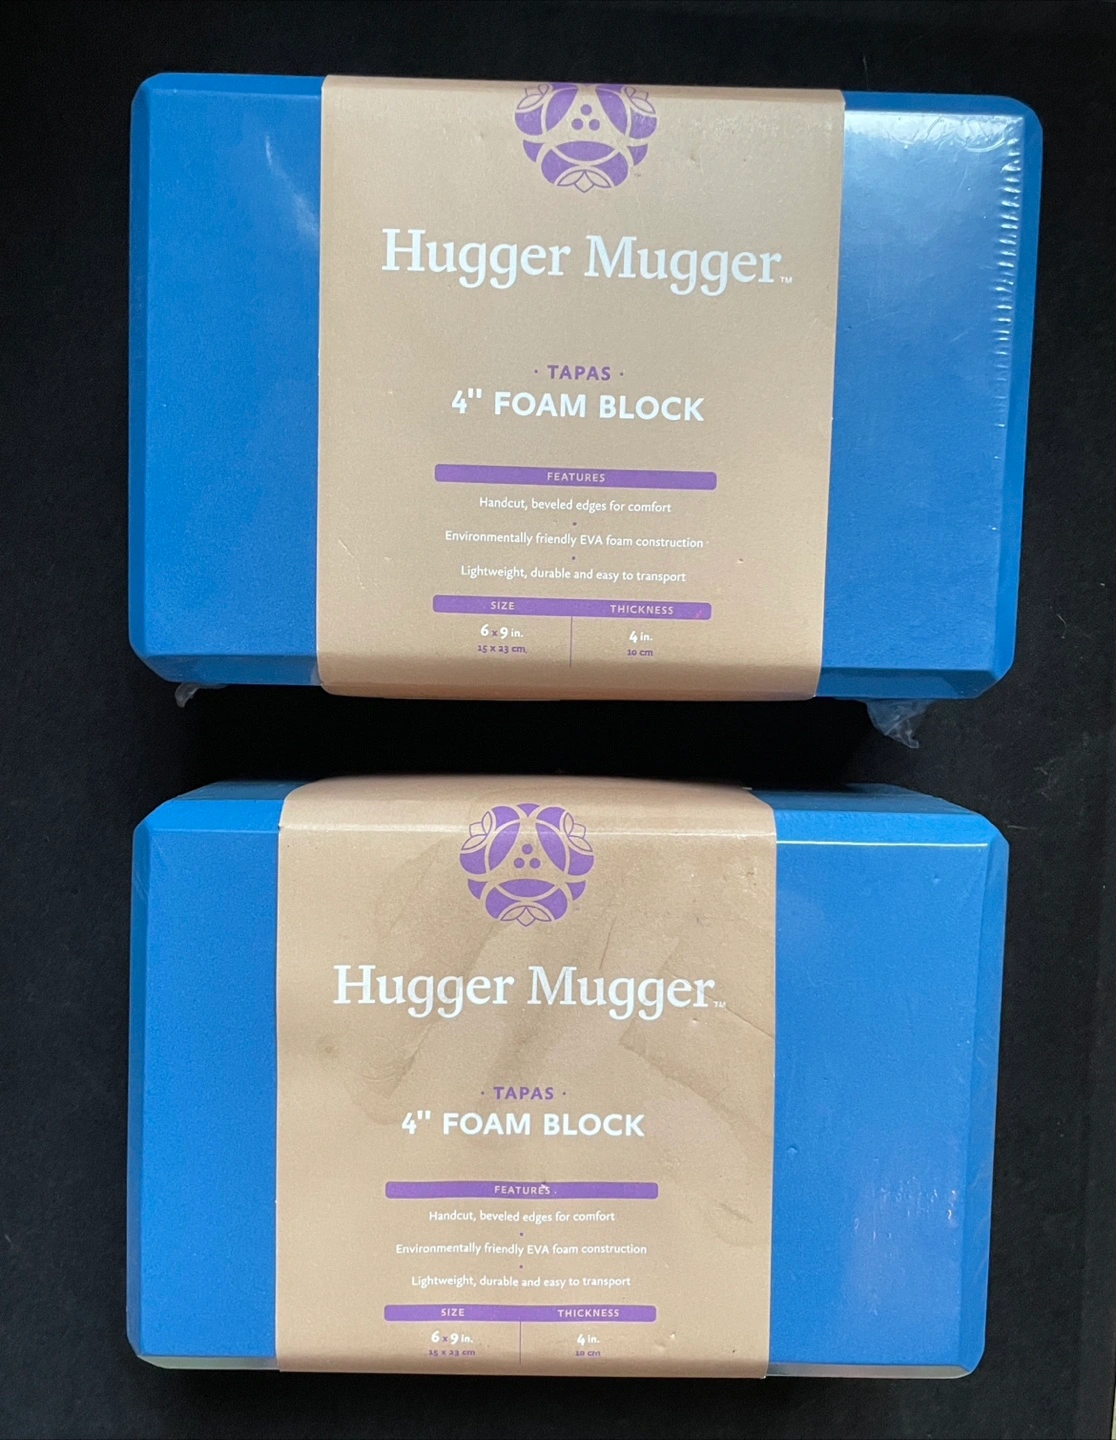 Hugger Mugger™
· TAPAS ·
4" FOAM BLOCK
FEATURES
Handcut, beveled edges for comfort
Environmentally friendly EVA foam construction
Lightweight, durable and easy to transport
SIZE THICKNESS
6 x 9 in. 4 in.
15 x 23 cm. 10 cm
Hugger Mugger™
· TAPAS ·
4" FOAM BLOCK
FEATURES
Handcut, beveled edges for comfort
Environmentally friendly EVA foam construction
Lightweight, durable and easy to transport
SIZE THICKNESS
6 x 9 in. 4 in.
15 x 23 cm 10 cm